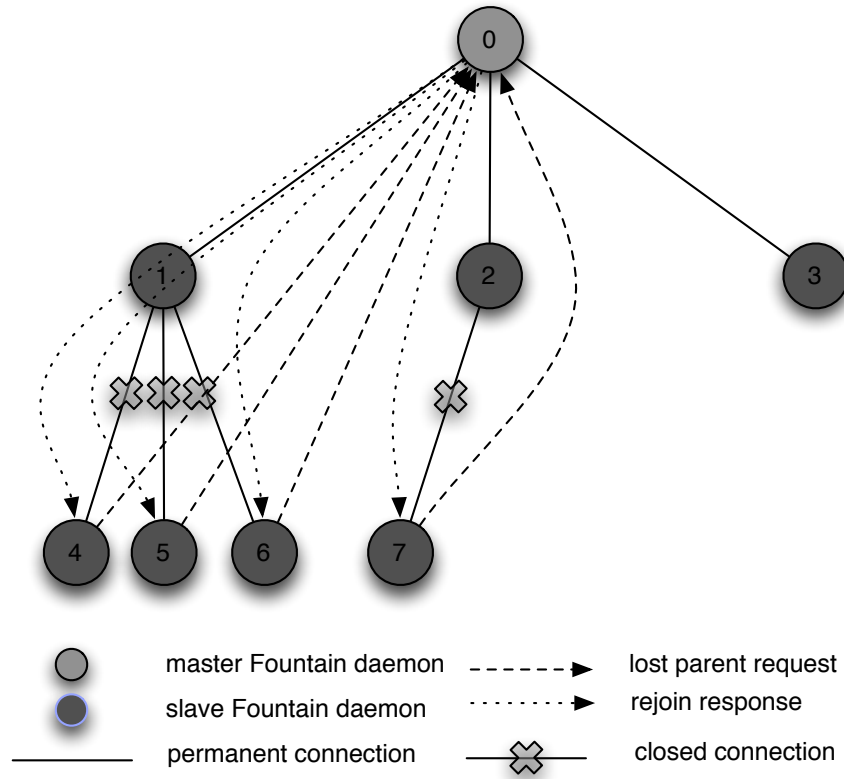 0
1
2
3
4
5
6
7
master Fountain daemon
lost parent request
slave Fountain daemon
rejoin response
permanent connection
closed connection